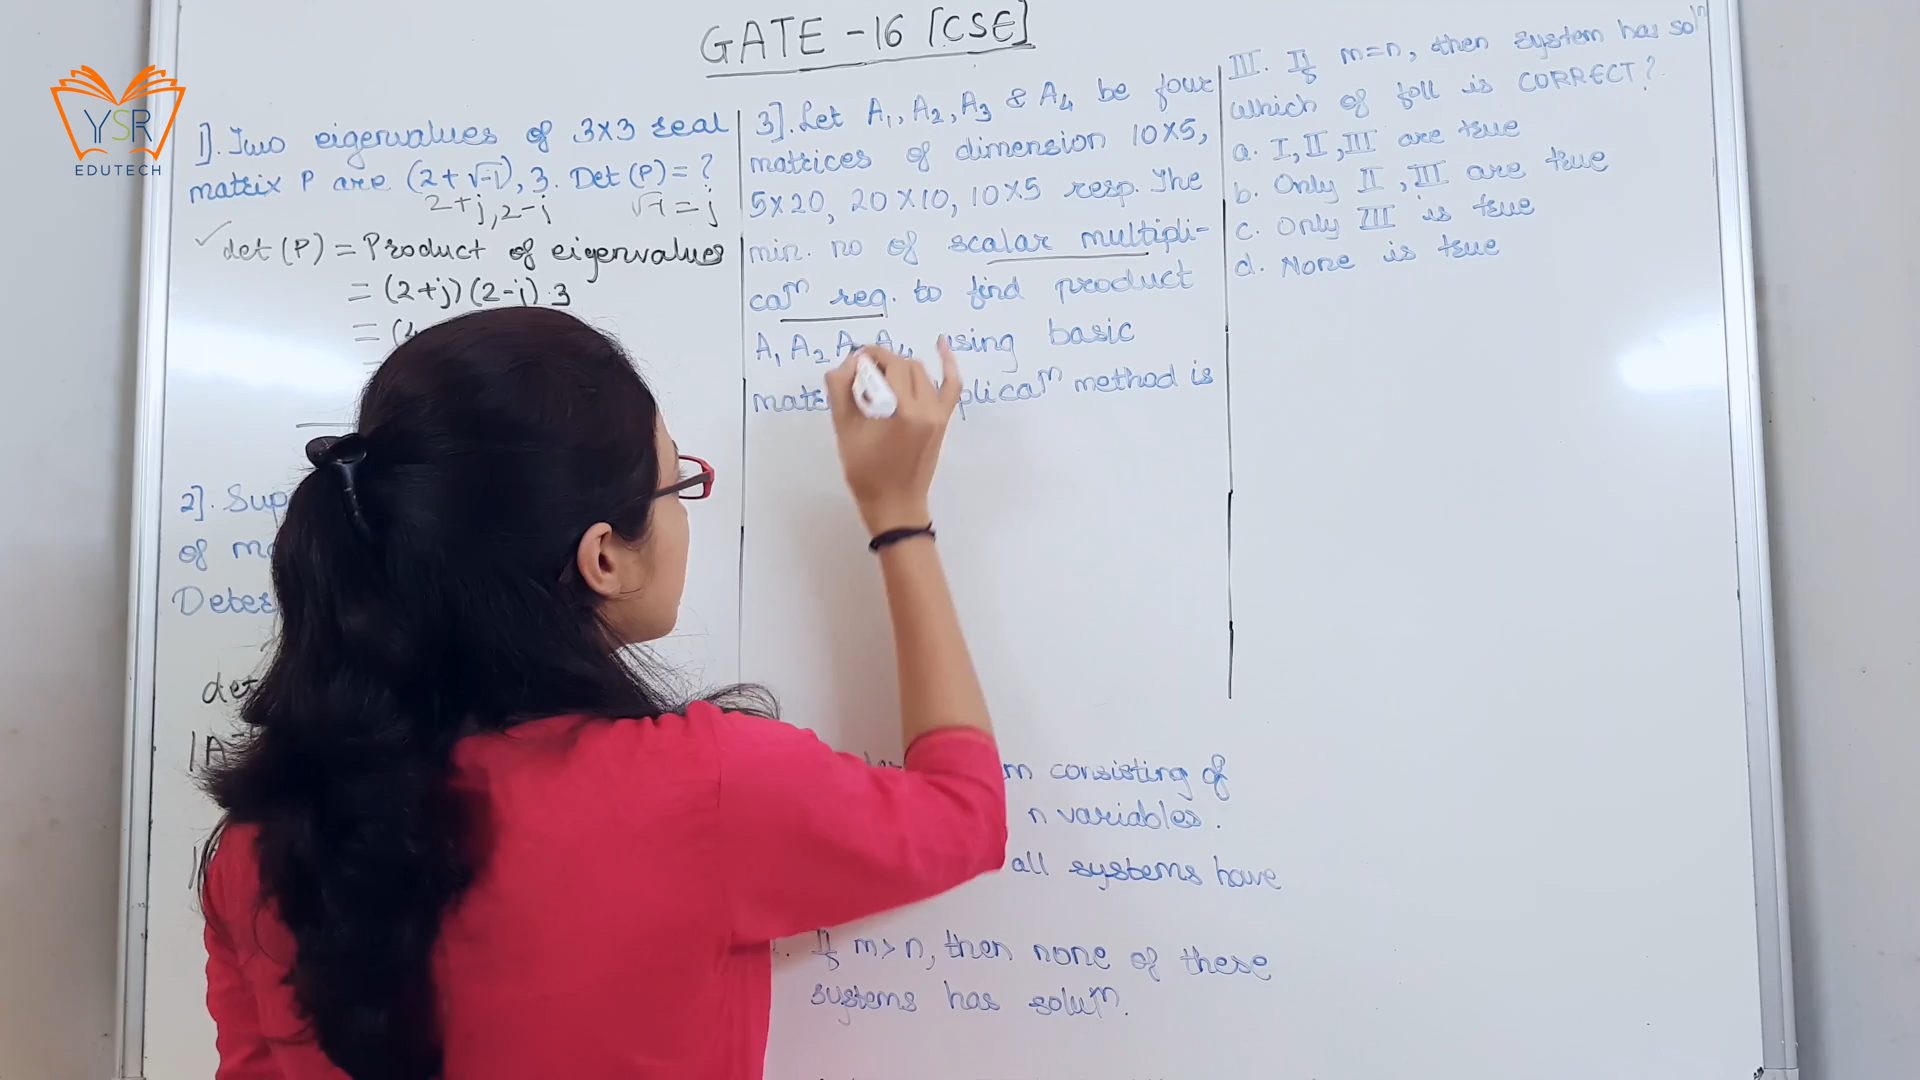 YSR
EDUTECH
GATE -16 [CSE]
1]. Two eigenvalues of 3x3 real
matrix P are (2+√-1), 3. Det (P) = ?
2+j, 2-j √-1 = j
✓ det (P) = Product of eigenvalues
= (2+j)(2-j).3
= (4
2]. Sup
of ma
Deter
det
|A
3]. Let A1, A2, A3 & A4 be four
matrices of dimension 10x5,
5x20, 20x10, 10x5 resp. The
min. no of scalar multipli-
caⁿ req. to find product
A1 A2 A3 A4 using basic
plicaⁿ method is
m consisting of
n variables.
all systems have
If m>n, then none of these
systems has soluⁿ.
III. If m=n, then system has solⁿ
which of foll is CORRECT?
a. I, II, III are true
b. Only II, III are true
c. Only III is true
d. None is true